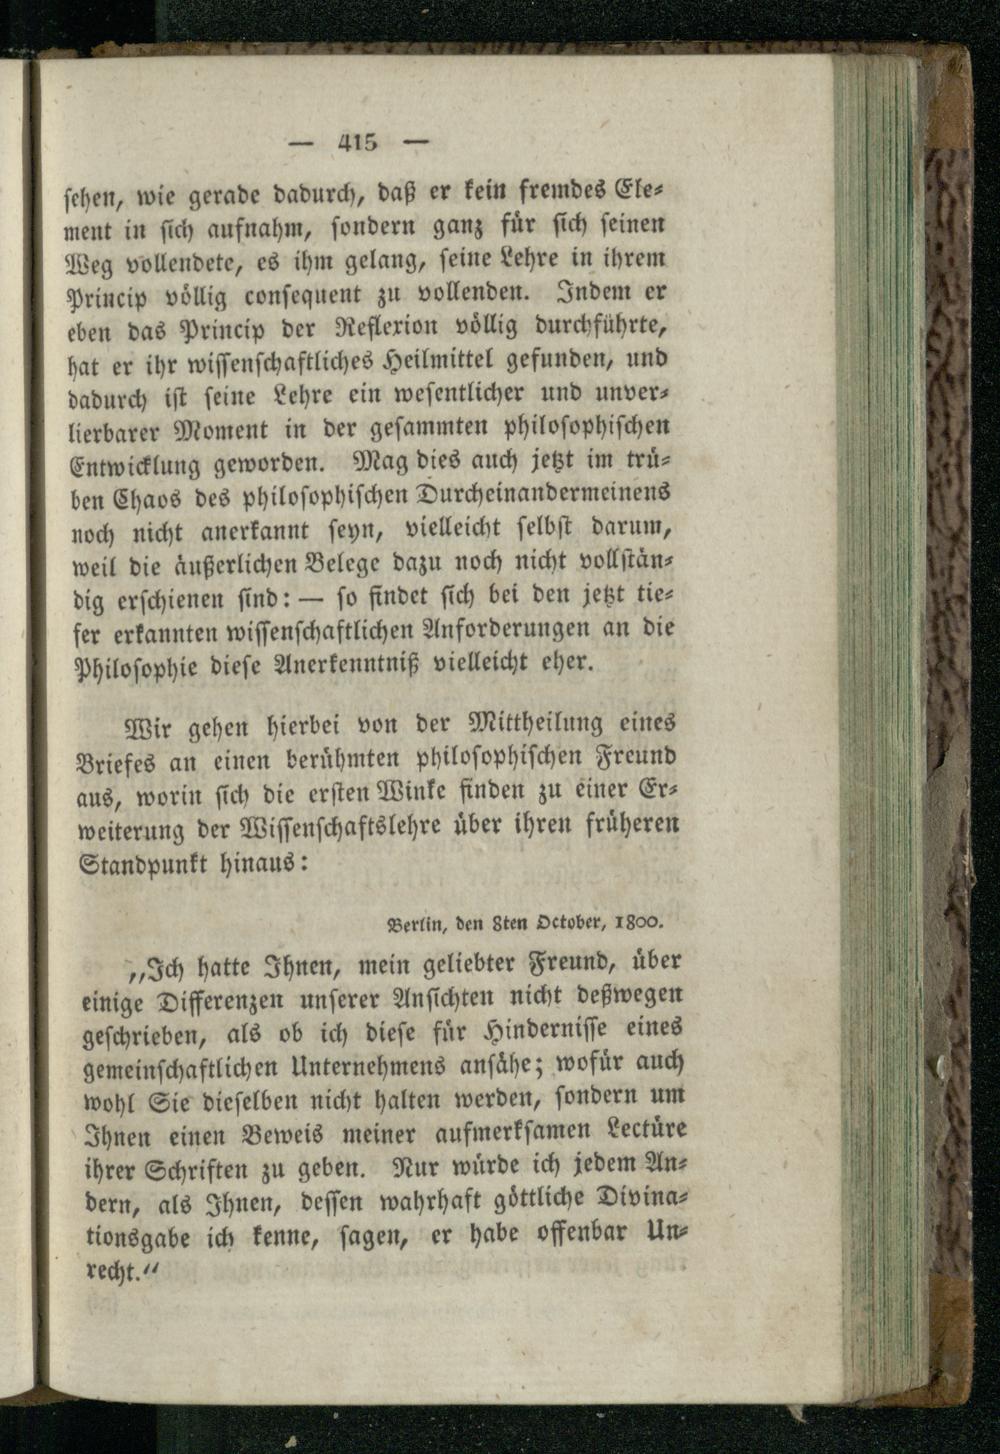 — 415 —
sehen, wie gerade dadurch, daß er kein fremdes Ele-
ment in sich aufnahm, sondern ganz für sich seinen
Weg vollendete, es ihm gelang, seine Lehre in ihrem
Princip völlig consequent zu vollenden. Indem er
eben das Princip der Reflexion völlig durchführte,
hat er ihr wissenschaftliches Heilmittel gefunden, und
dadurch ist seine Lehre ein wesentlicher und unver-
lierbarer Moment in der gesammten philosophischen
Entwicklung geworden. Mag dies auch jetzt im trü-
ben Chaos des philosophischen Durcheinandermeinens
noch nicht anerkannt seyn, vielleicht selbst darum,
weil die äußerlichen Belege dazu noch nicht vollstän-
dig erschienen sind: — so findet sich bei den jetzt tie-
fer erkannten wissenschaftlichen Anforderungen an die
Philosophie diese Anerkenntniß vielleicht eher.
Wir gehen hierbei von der Mittheilung eines
Briefes an einen berühmten philosophischen Freund
aus, worin sich die ersten Winke finden zu einer Er-
weiterung der Wissenschaftslehre über ihren früheren
Standpunkt hinaus:
Berlin, den 8ten October, 1800.
„Ich hatte Ihnen, mein geliebter Freund, über
einige Differenzen unserer Ansichten nicht deßwegen
geschrieben, als ob ich diese für Hindernisse eines
gemeinschaftlichen Unternehmens ansähe; wofür auch
wohl Sie dieselben nicht halten werden, sondern um
Ihnen einen Beweis meiner aufmerksamen Lectüre
ihrer Schriften zu geben. Nur würde ich jedem An-
dern, als Ihnen, dessen wahrhaft göttliche Divina-
tionsgabe ich kenne, sagen, er habe offenbar Un-
recht.“